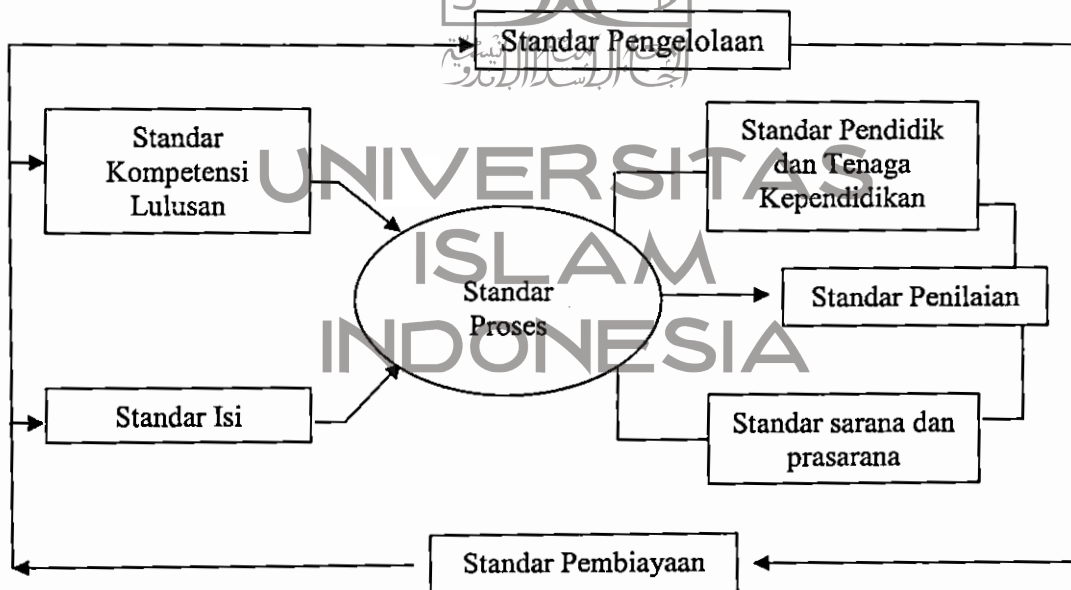 Standar Pengelolaan
Standar
Kompetensi
Lulusan
Standar Pendidik
dan Tenaga
Kependidikan
UNIVERSITAS
ISLAM
INDONESIA
Standar
Proses
Standar Penilaian
Standar Isi
Standar sarana dan
prasarana
Standar Pembiayaan